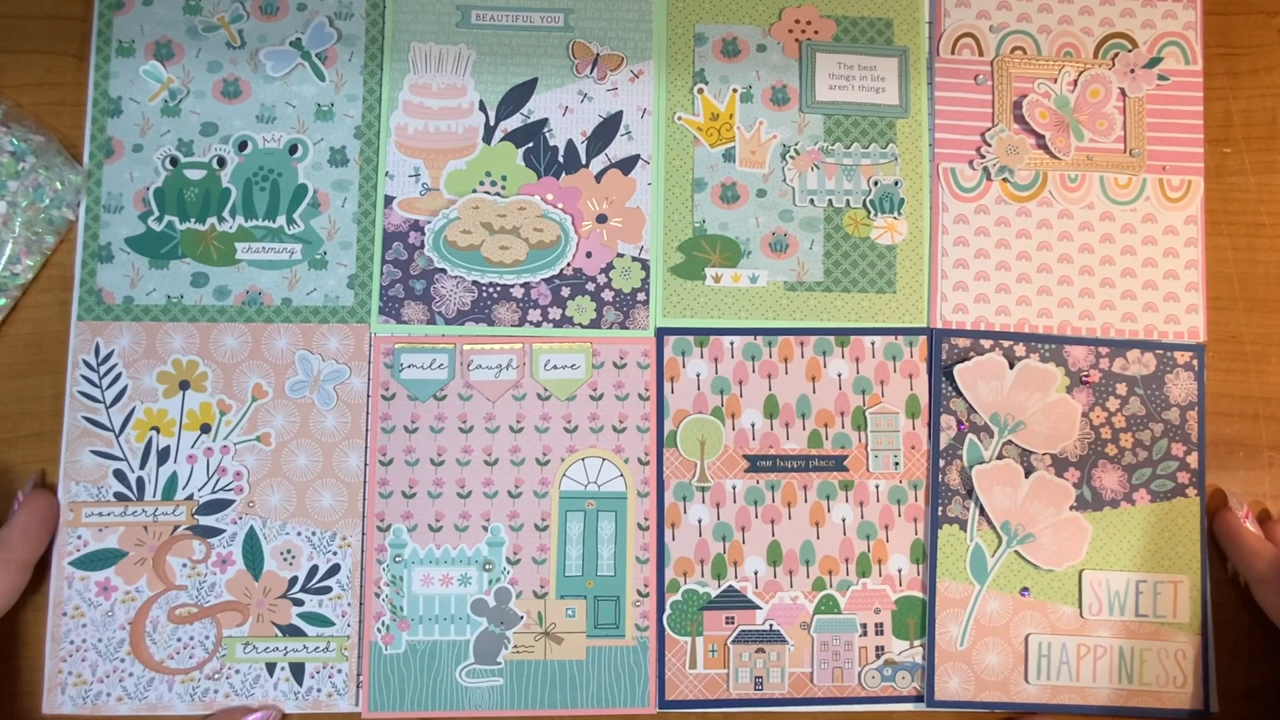 BEAUTIFUL YOU
The best
things in life
aren't things
charming
smile
laugh
love
our happy place
wonderful
&
treasured
24
SWEET
HAPPINESS